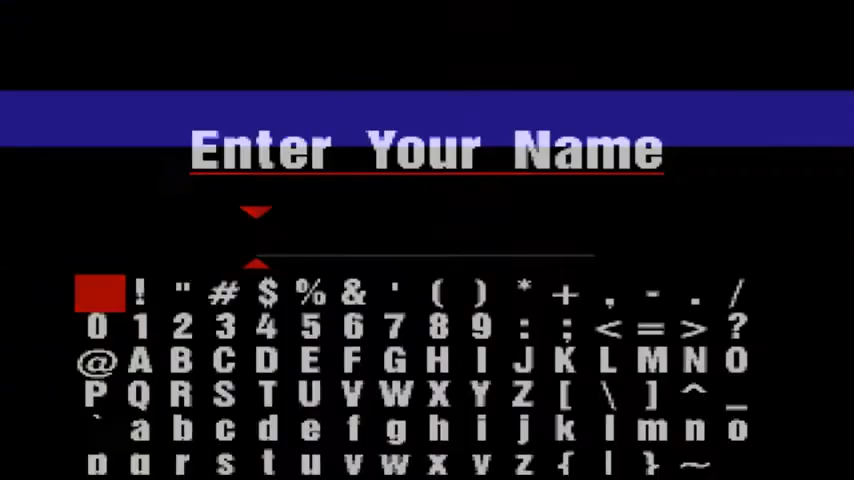 Enter Your Name
! " # $ % & ' ( ) * + , - . /
0 1 2 3 4 5 6 7 8 9 : ; < = > ?
@ A B C D E F G H I J K L M N O
P Q R S T U V W X Y Z [ \ ] ^ _
` a b c d e f g h i j k l m n o
p q r s t u v w x y z { | } ~